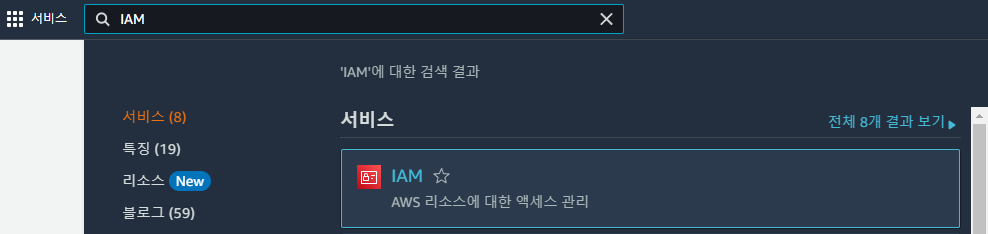 서비스 IAM
'IAM'에 대한 검색 결과
서비스 (8)
특징 (19)
리소스 New
블로그 (59)
서비스 전체 8개 결과 보기
IAM
AWS 리소스에 대한 액세스 관리